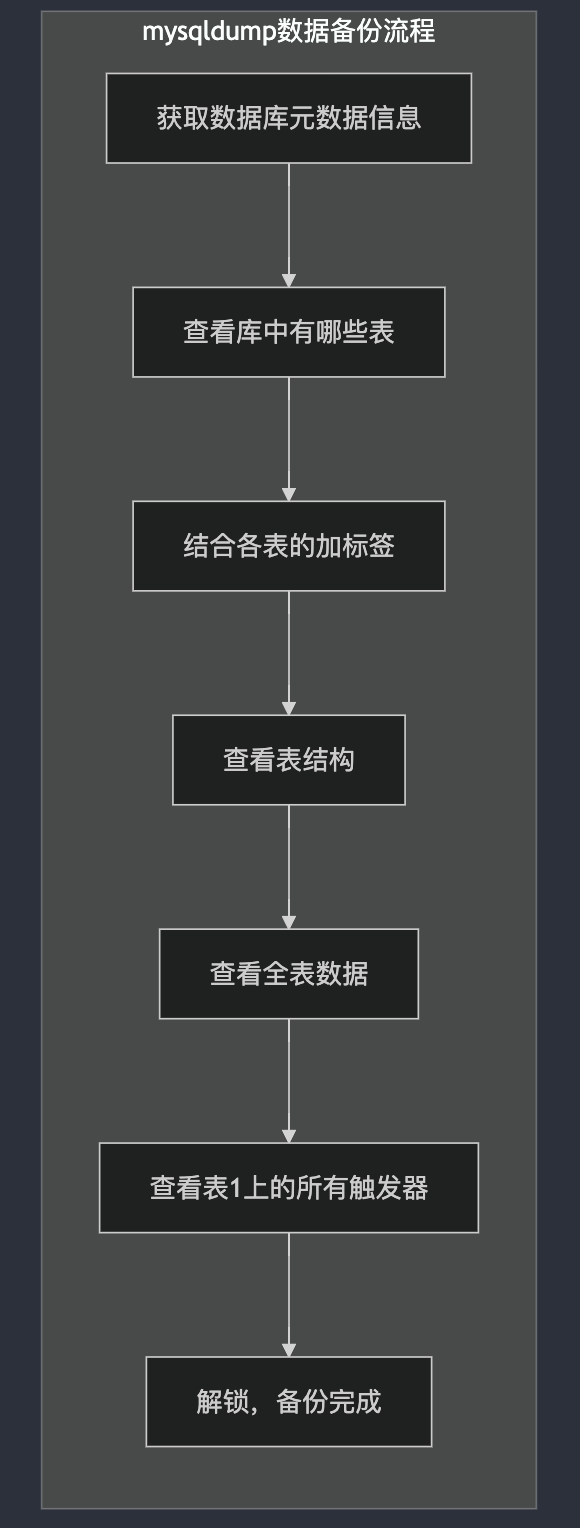 mysqldump数据备份流程
获取数据库元数据信息
查看库中有哪些表
结合各表的加标签
查看表结构
查看全表数据
查看表1上的所有触发器
解锁，备份完成